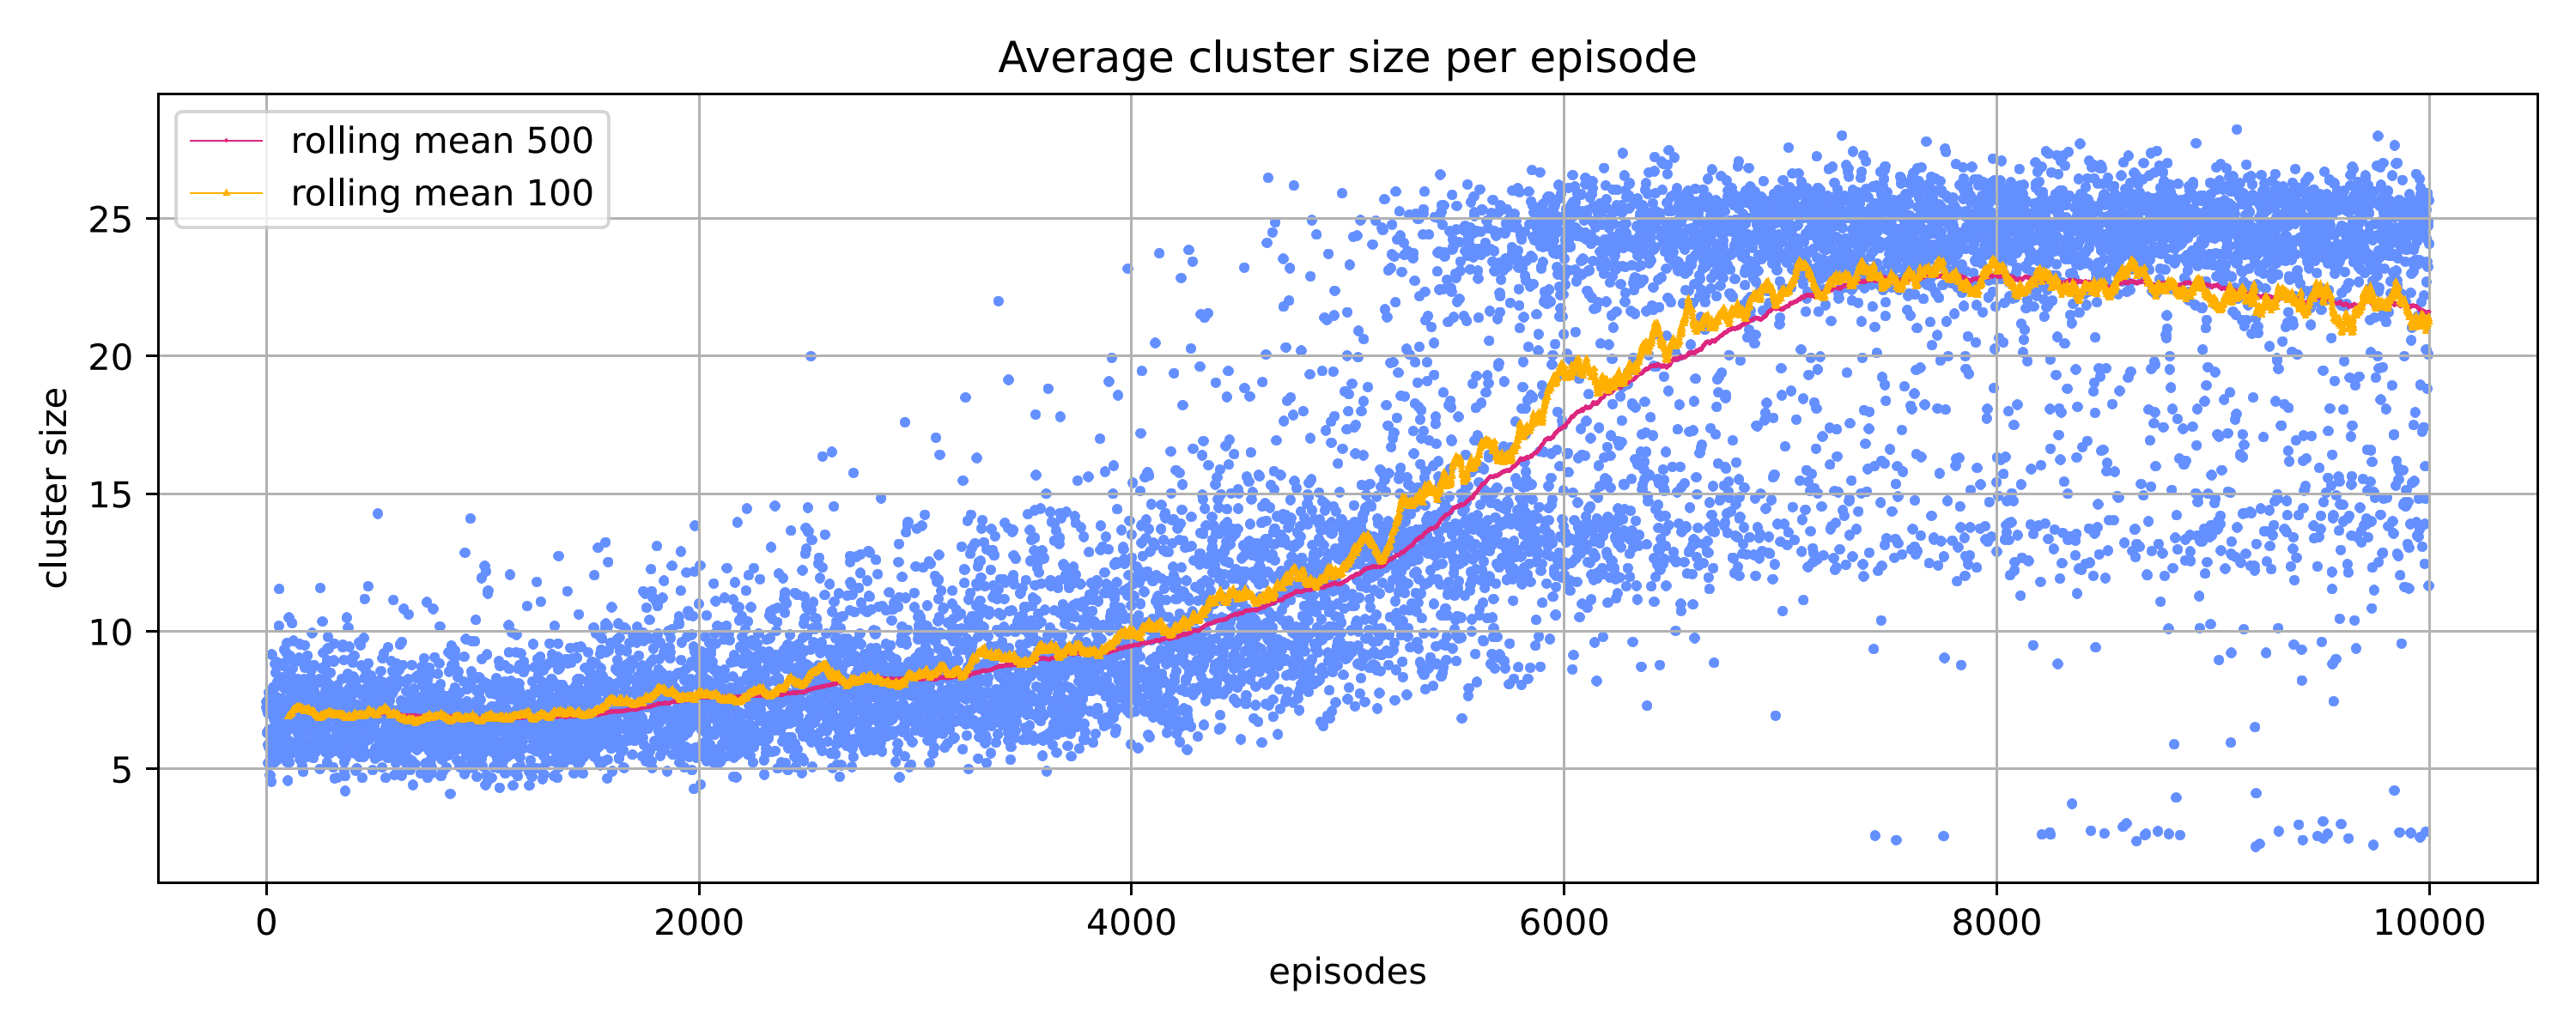 Average cluster size per episode
rolling mean 500
rolling mean 100
cluster size
25
20
15
10
5
0 2000 4000 6000 8000 10000
episodes